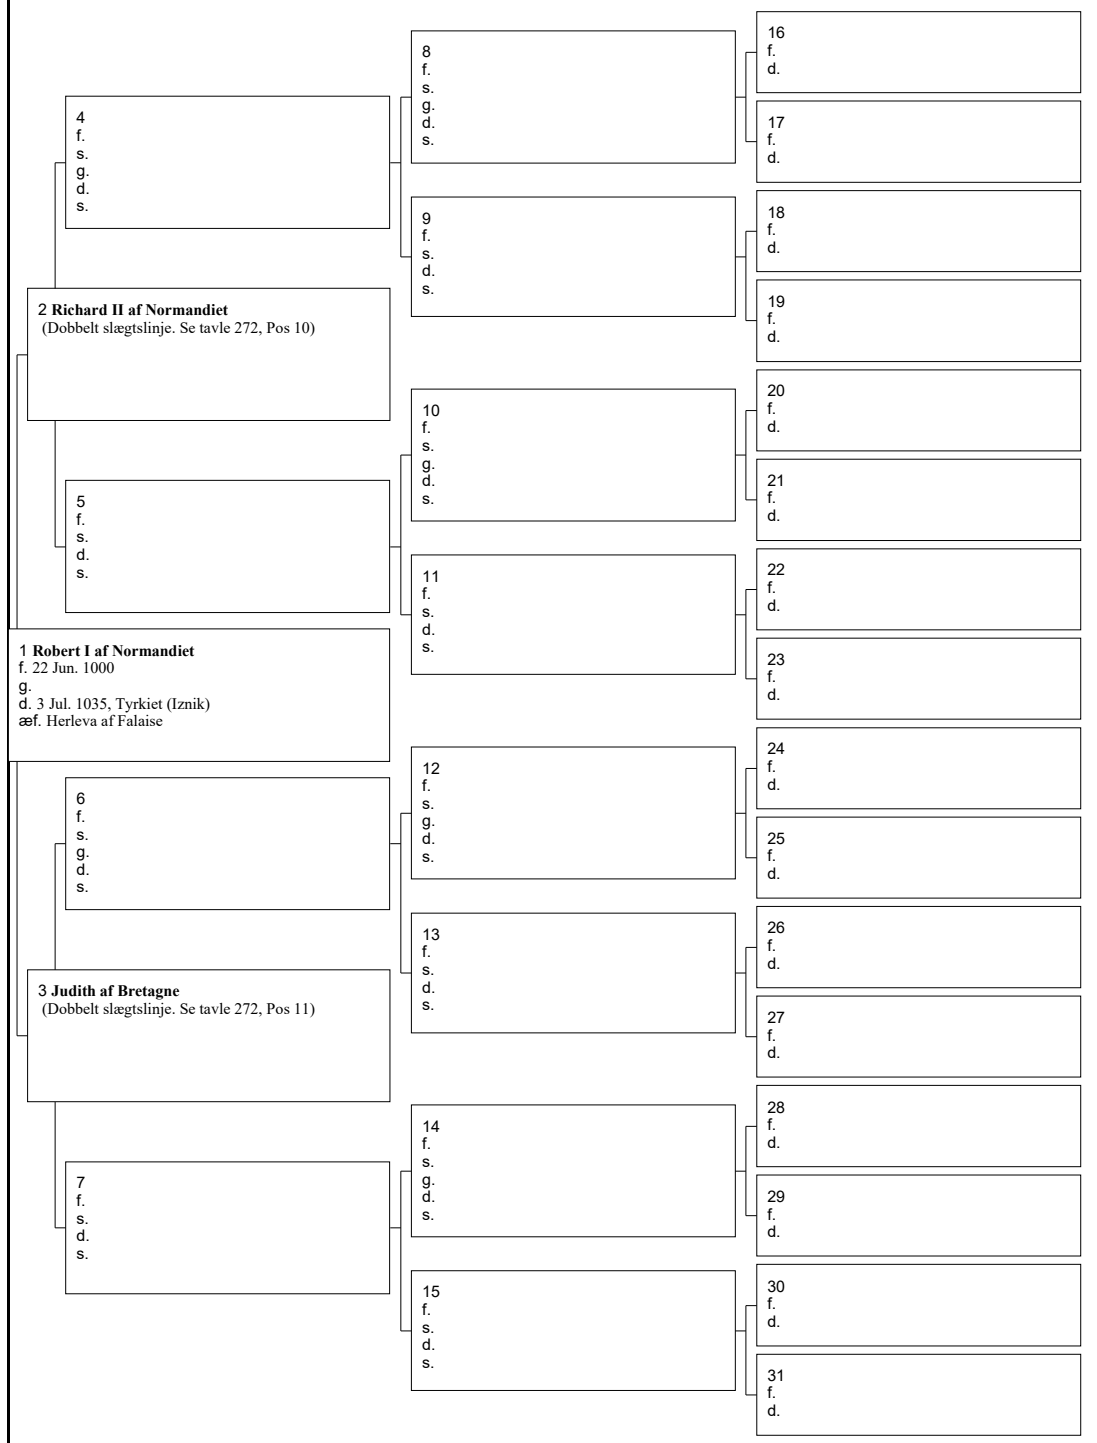 16
f.
d.
8
f.
s.
g.
d.
s.
17
f.
d.
4
f.
s.
g.
d.
s.
18
f.
d.
9
f.
s.
d.
s.
19
f.
d.
2 Richard II af Normandiet
(Dobbelt slægtslinje. Se tavle 272, Pos 10)
20
f.
d.
10
f.
s.
g.
d.
s.
21
f.
d.
5
f.
s.
d.
s.
22
f.
d.
11
f.
s.
d.
s.
23
f.
d.
1 Robert I af Normandiet
f. 22 Jun. 1000
g.
d. 3 Jul. 1035, Tyrkiet (Iznik)
æf. Herleva af Falaise
24
f.
d.
12
f.
s.
g.
d.
s.
25
f.
d.
6
f.
s.
g.
d.
s.
26
f.
d.
13
f.
s.
d.
s.
27
f.
d.
3 Judith af Bretagne
(Dobbelt slægtslinje. Se tavle 272, Pos 11)
28
f.
d.
14
f.
s.
g.
d.
s.
29
f.
d.
7
f.
s.
d.
s.
30
f.
d.
15
f.
s.
d.
s.
31
f.
d.